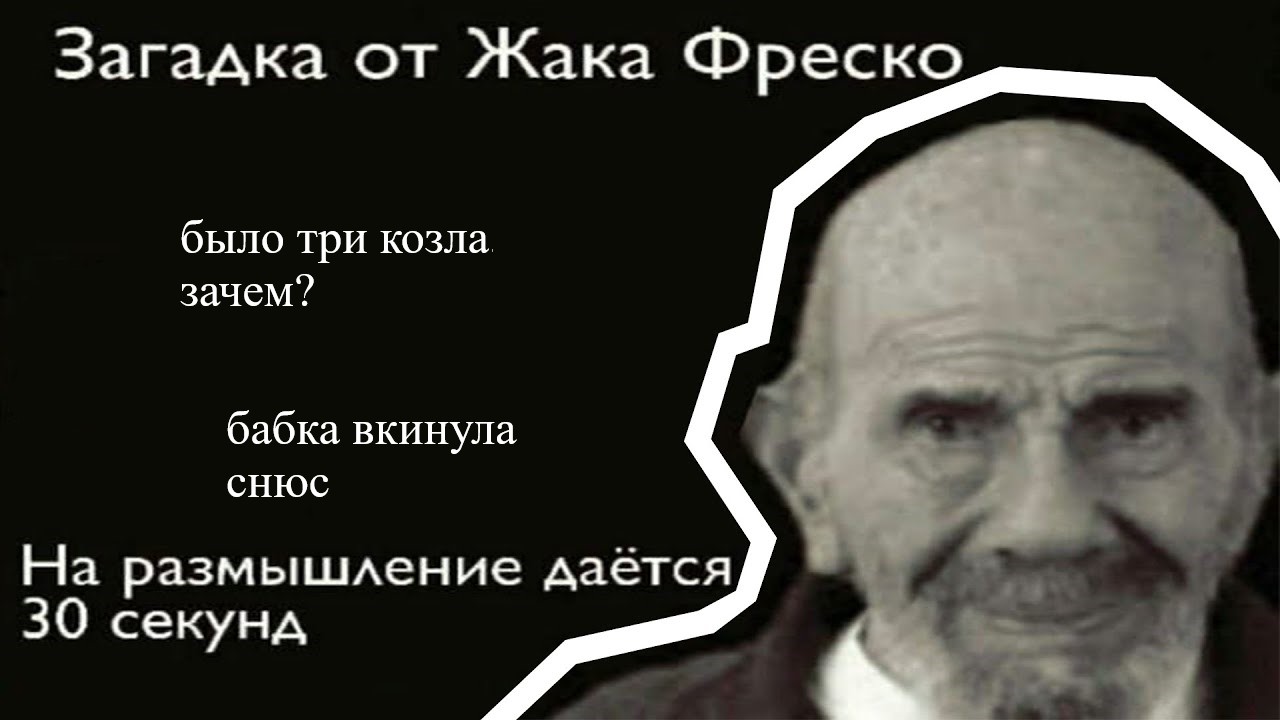 Загадка от Жака Фреско
было три козла.
зачем?
бабка вкинула
снюс
На размышление даётся
30 секунд